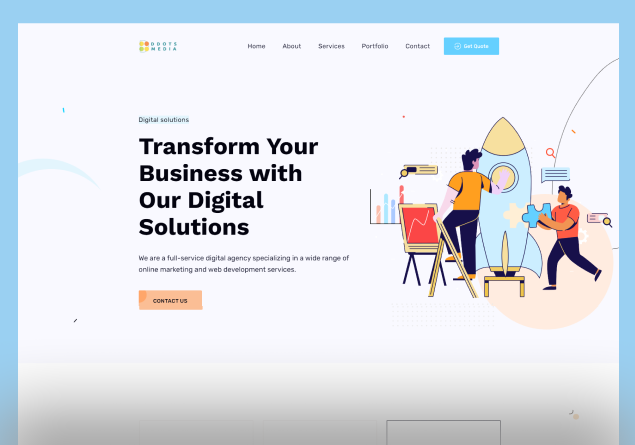 DDOTS
MEDIA
Home
About
Services
Portfolio
Contact
Get Quote
Digital solutions
Transform Your
Business with
Our Digital
Solutions
We are a full-service digital agency specializing in a wide range of
online marketing and web development services.
CONTACT US